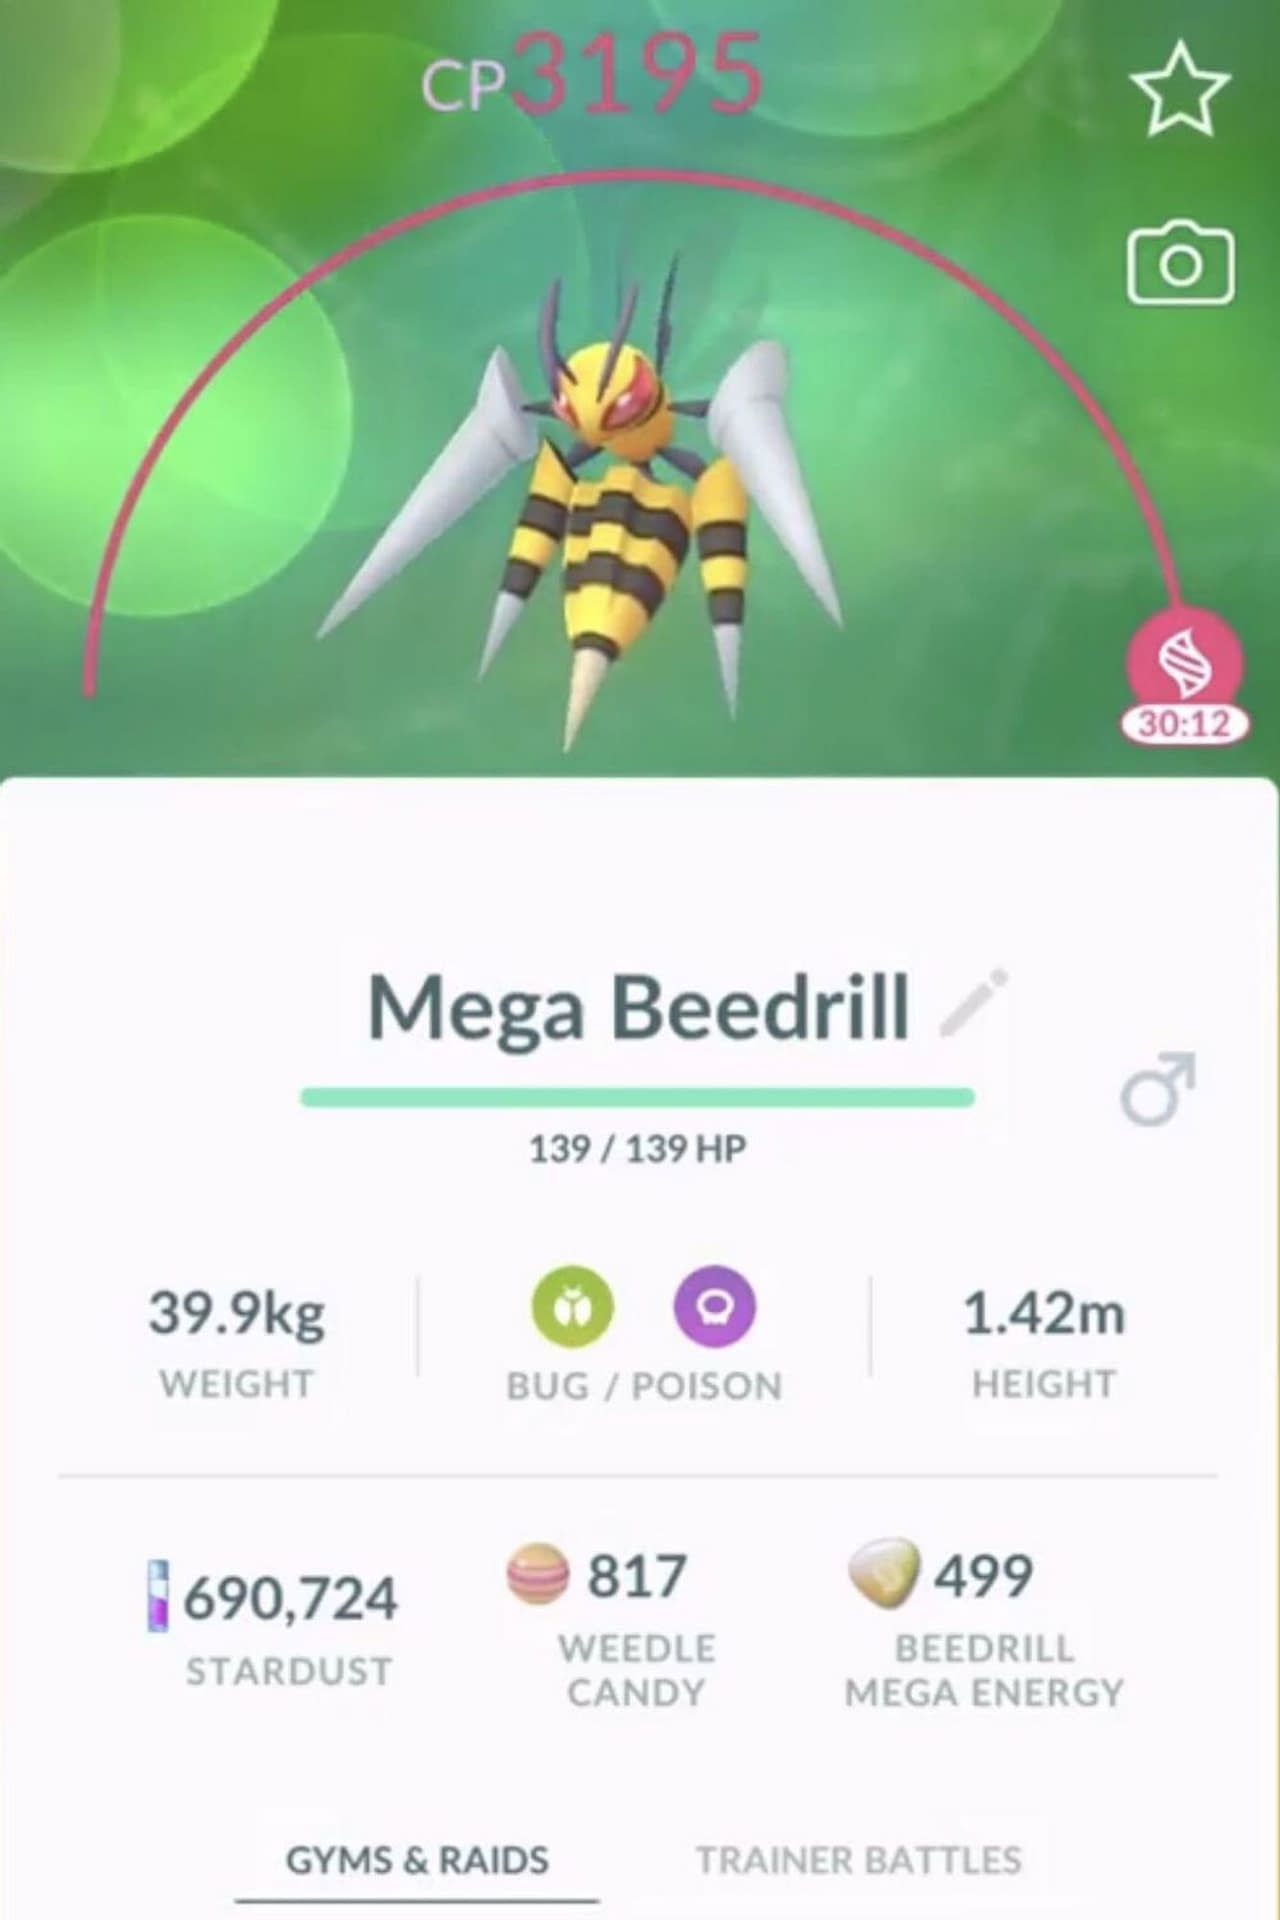 CP3195
30:12
Mega Beedrill
139 / 139 HP
39.9kg
WEIGHT
BUG / POISON
1.42m
HEIGHT
690,724
STARDUST
817
WEEDLE
CANDY
499
BEEDRILL
MEGA ENERGY
GYMS & RAIDS
TRAINER BATTLES